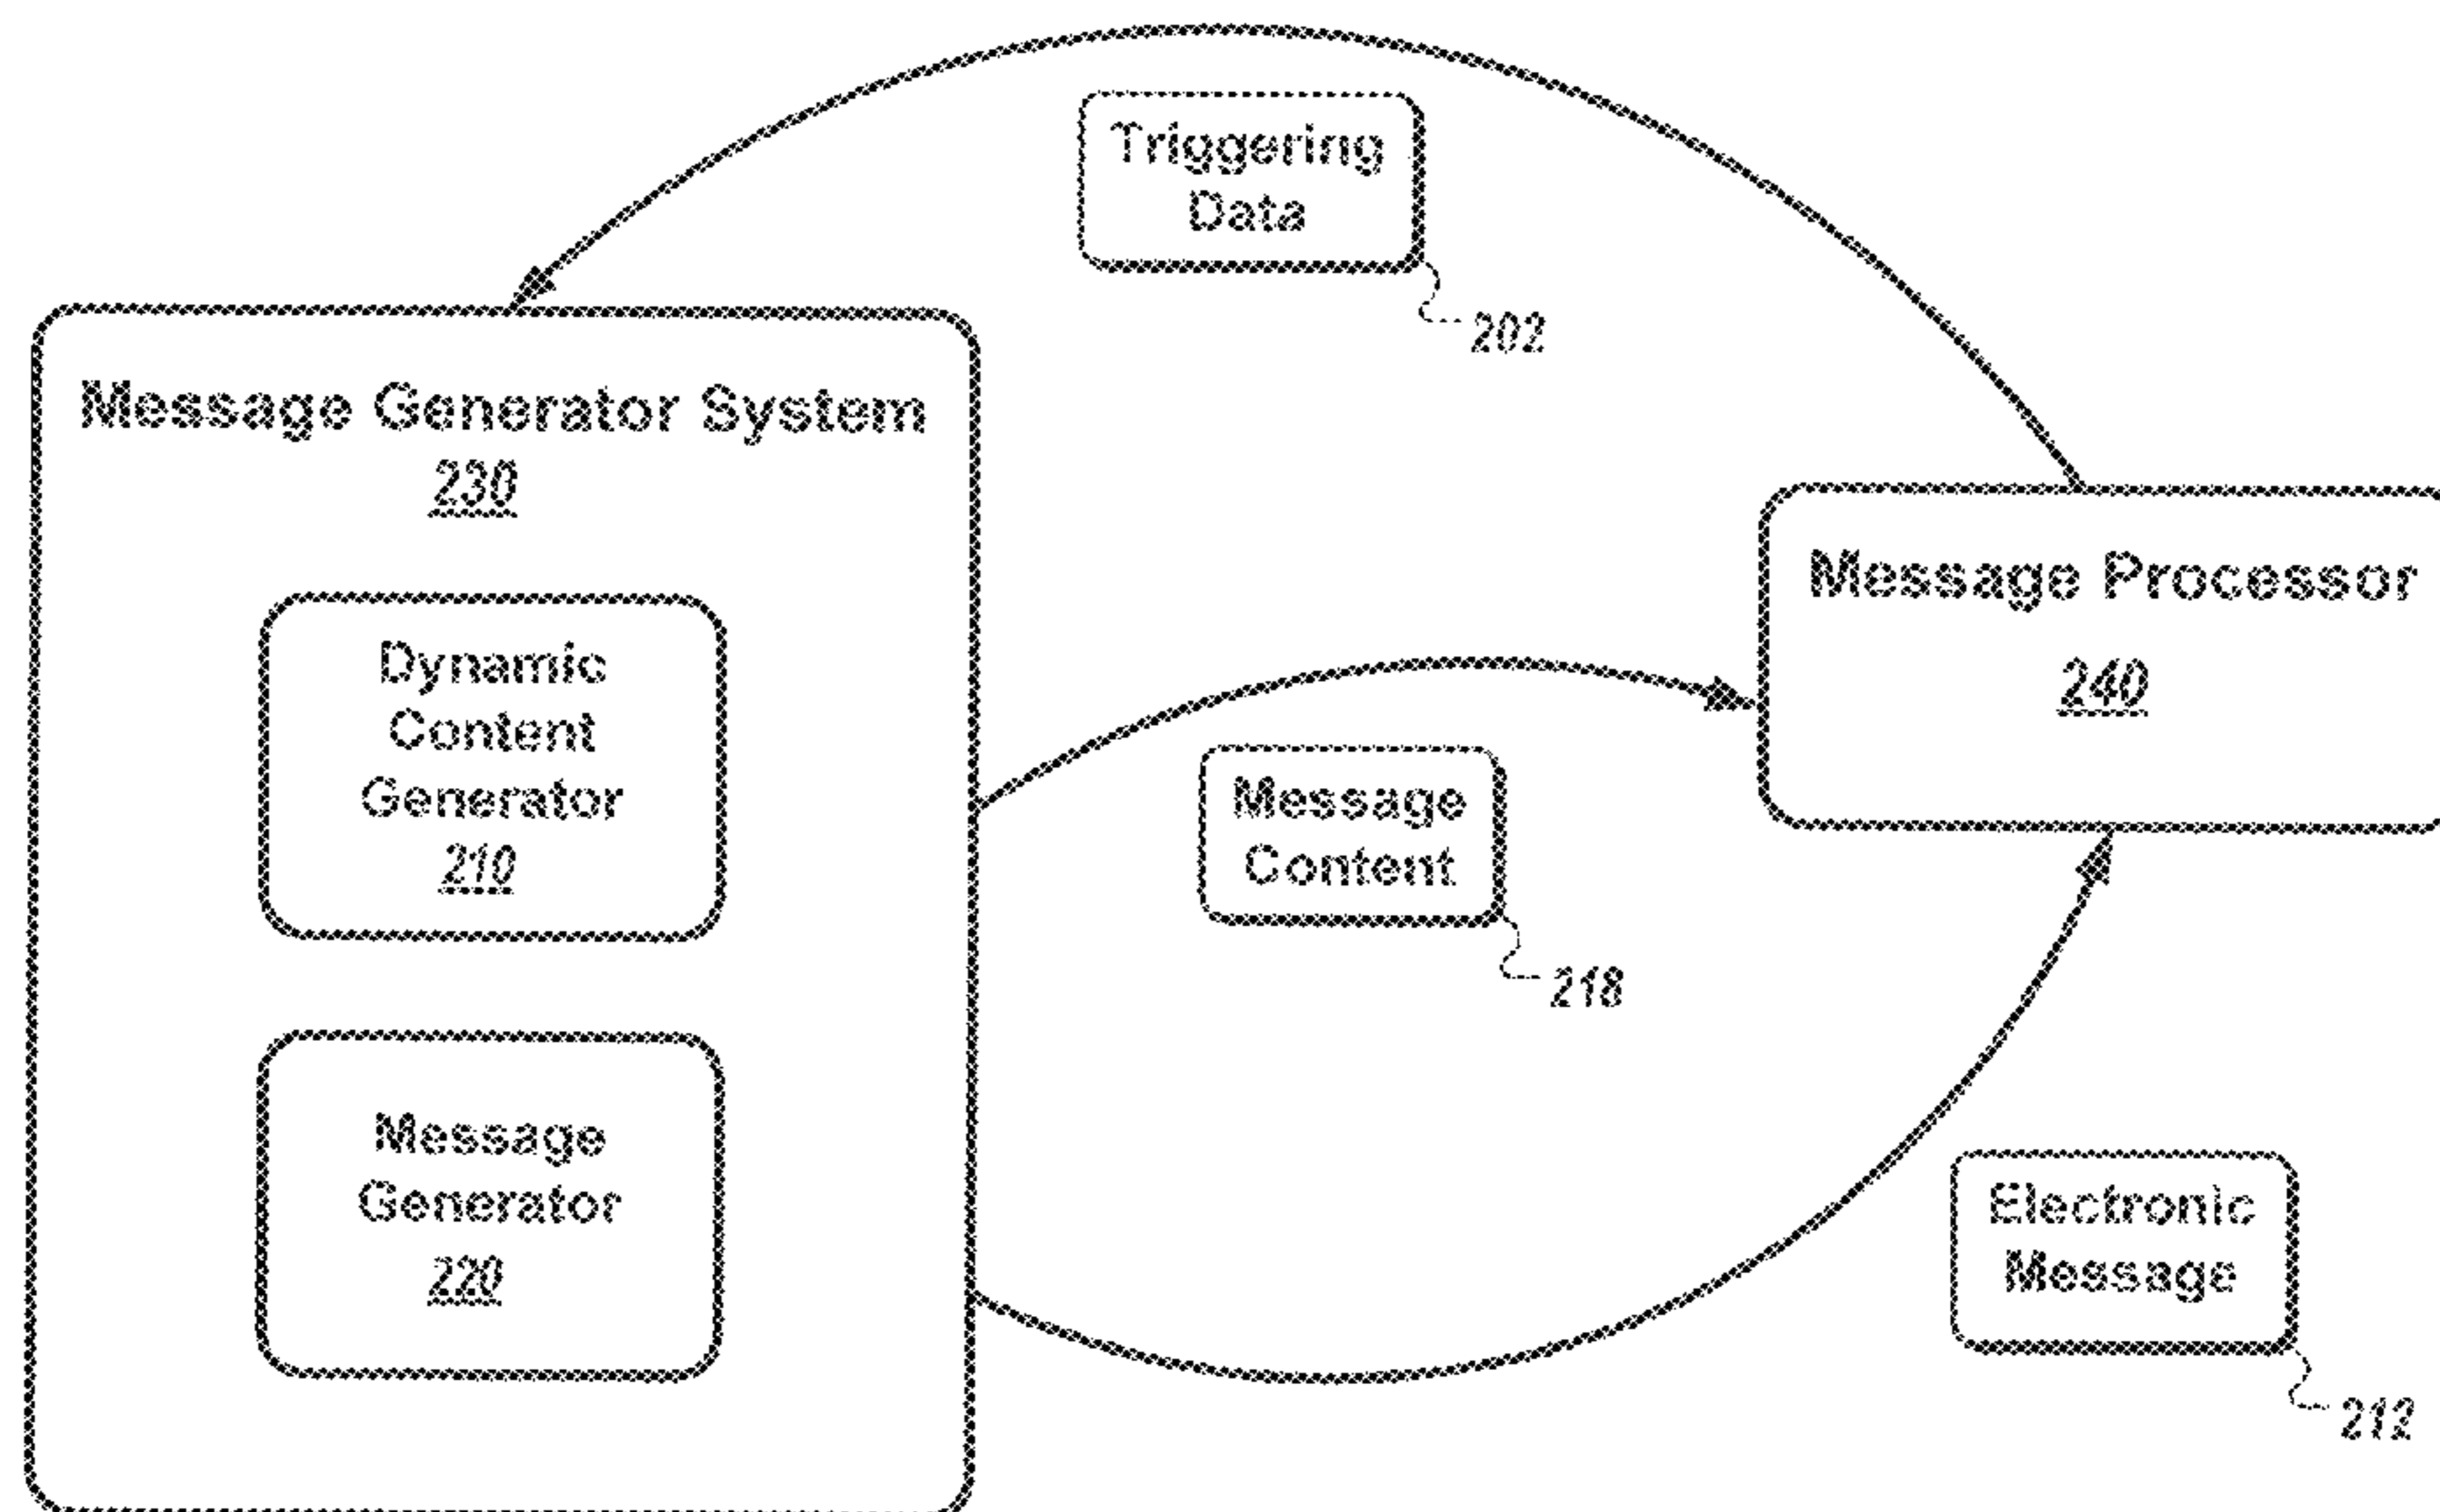 Triggering
Data
202
Message Generator System
230
Dynamic
Content
Generator
210
Message
Generator
220
Message Processor
240
Message
Content
218
Electronic
Message
212